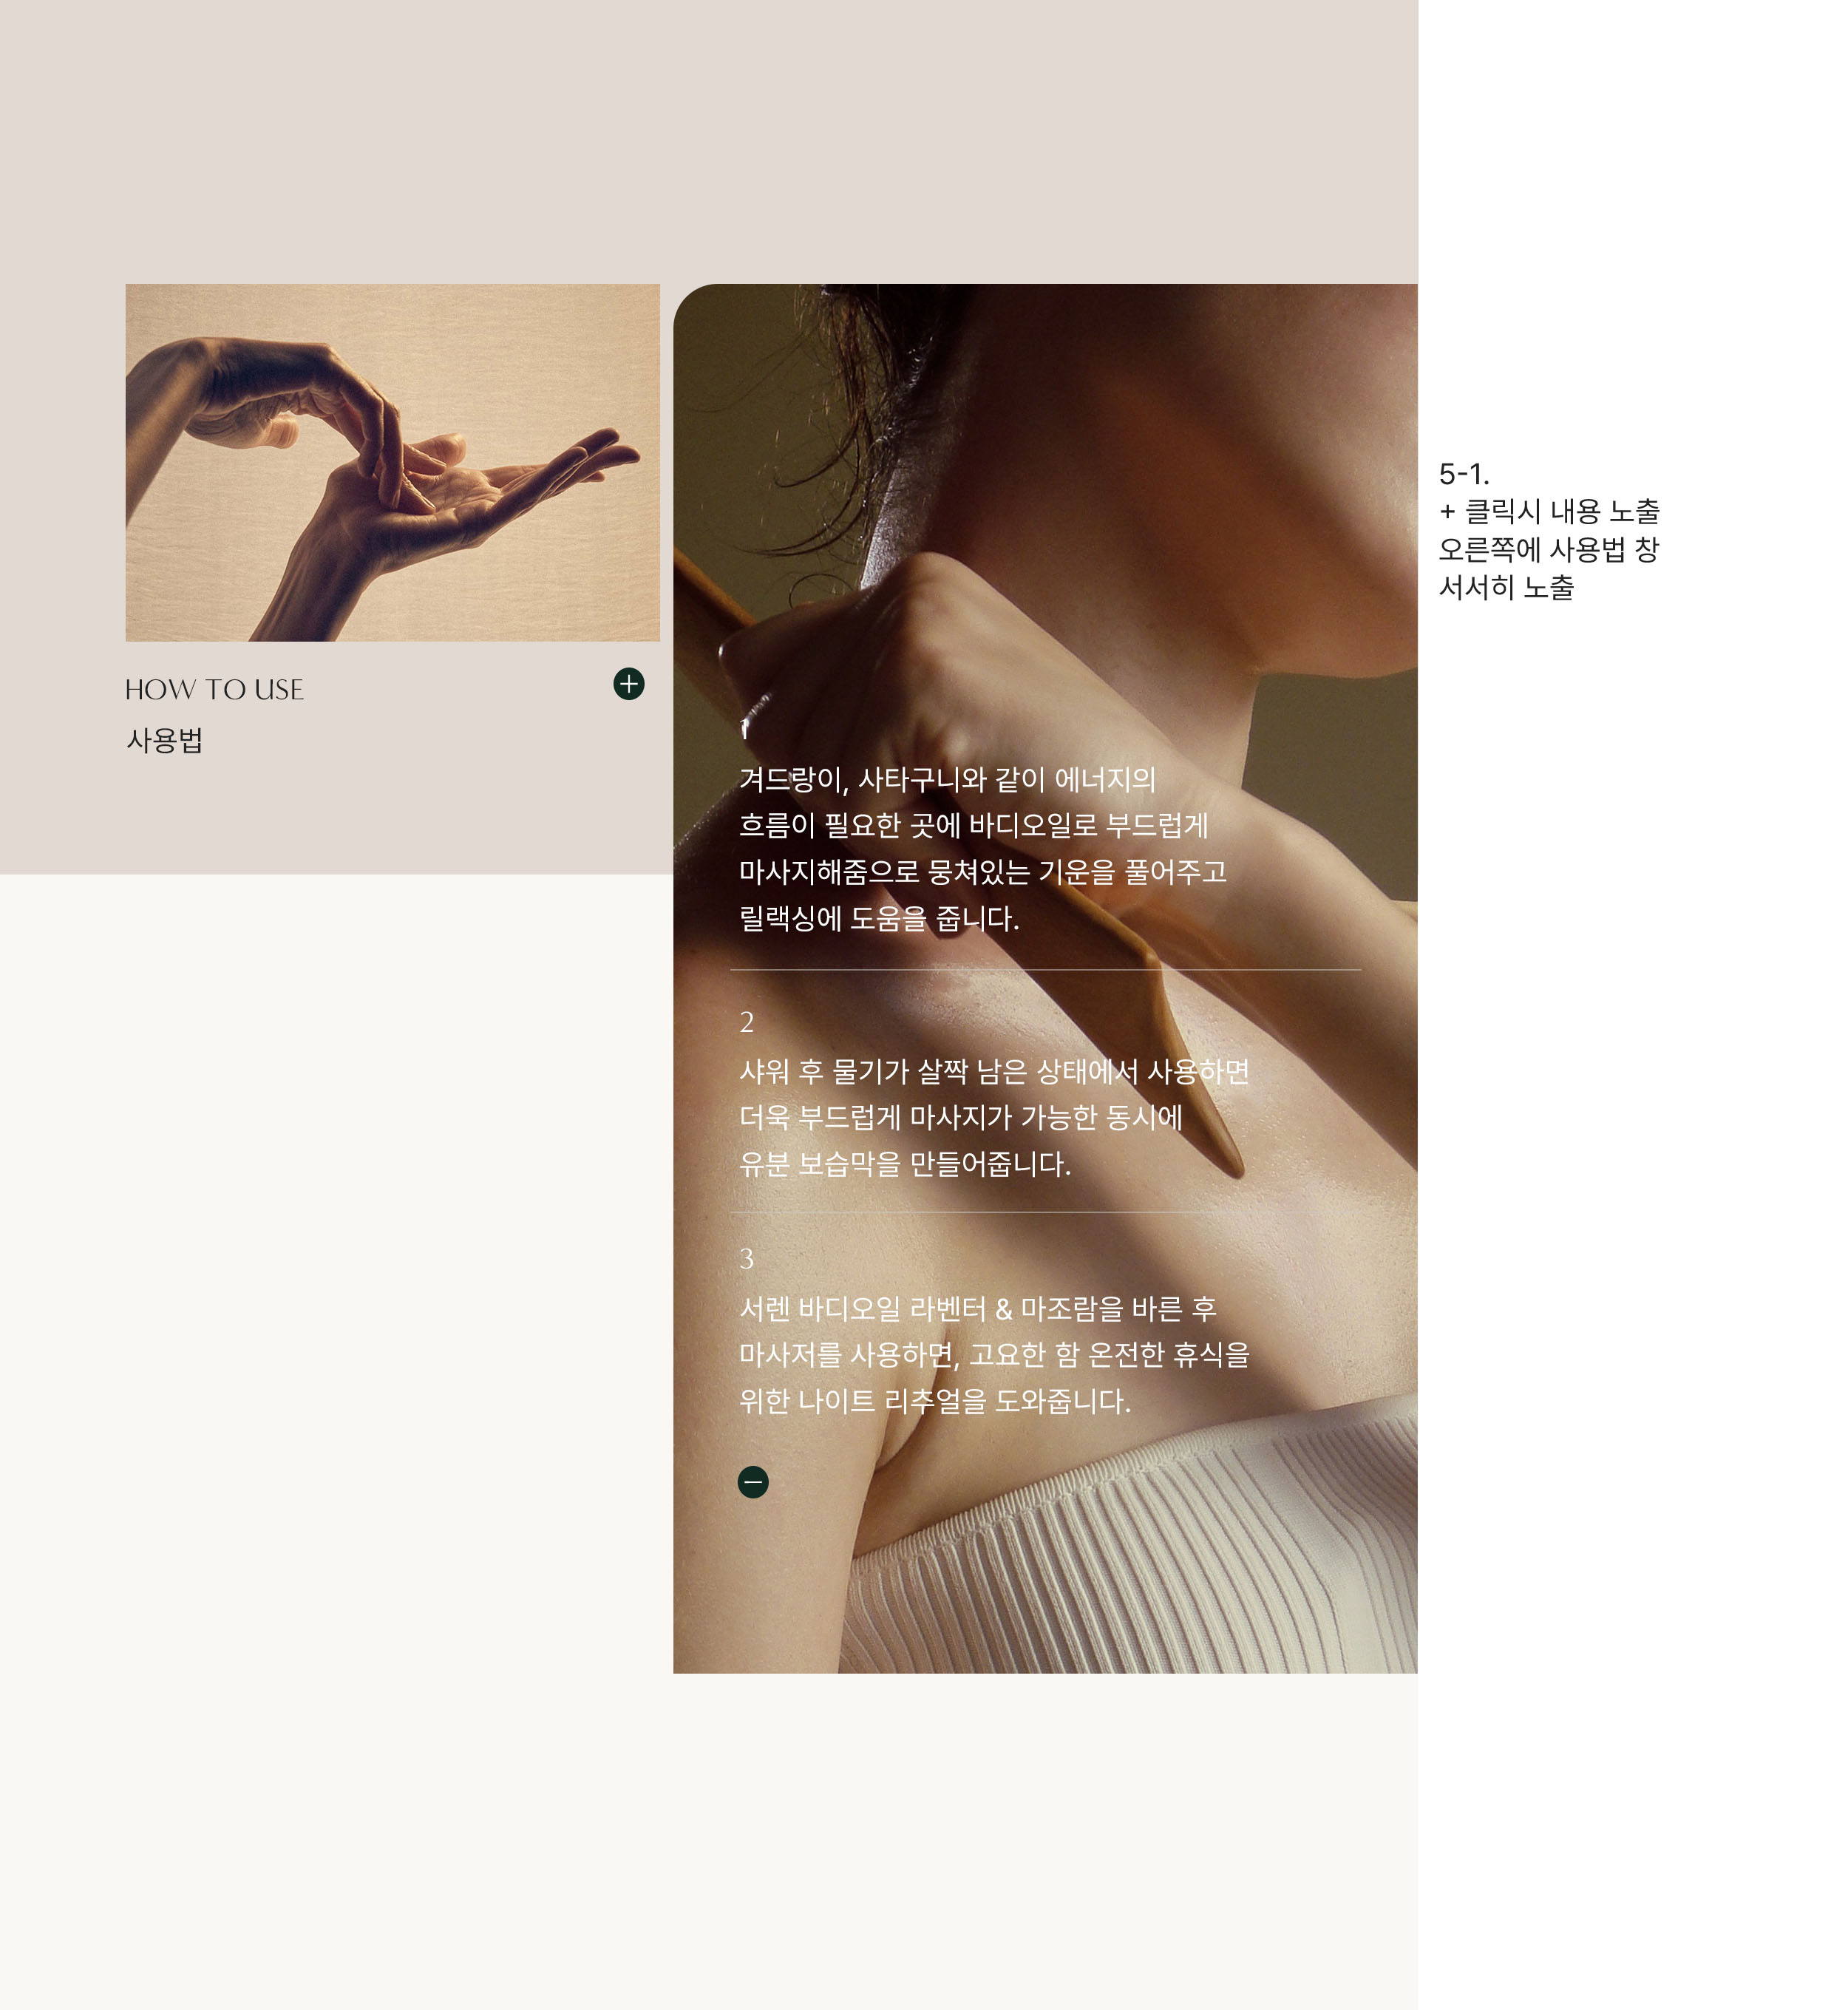 HOW TO USE
사용법
1
겨드랑이, 사타구니와 같이 에너지의
흐름이 필요한 곳에 바디오일로 부드럽게
마사지해줌으로 뭉쳐있는 기운을 풀어주고
릴랙싱에 도움을 줍니다.
2
샤워 후 물기가 살짝 남은 상태에서 사용하면
더욱 부드럽게 마사지가 가능한 동시에
유분 보습막을 만들어줍니다.
3
서렌 바디오일 라벤터 & 마조람을 바른 후
마사저를 사용하면, 고요한 함 온전한 휴식을
위한 나이트 리추얼을 도와줍니다.
5-1.
+ 클릭시 내용 노출
오른쪽에 사용법 창
서서히 노출